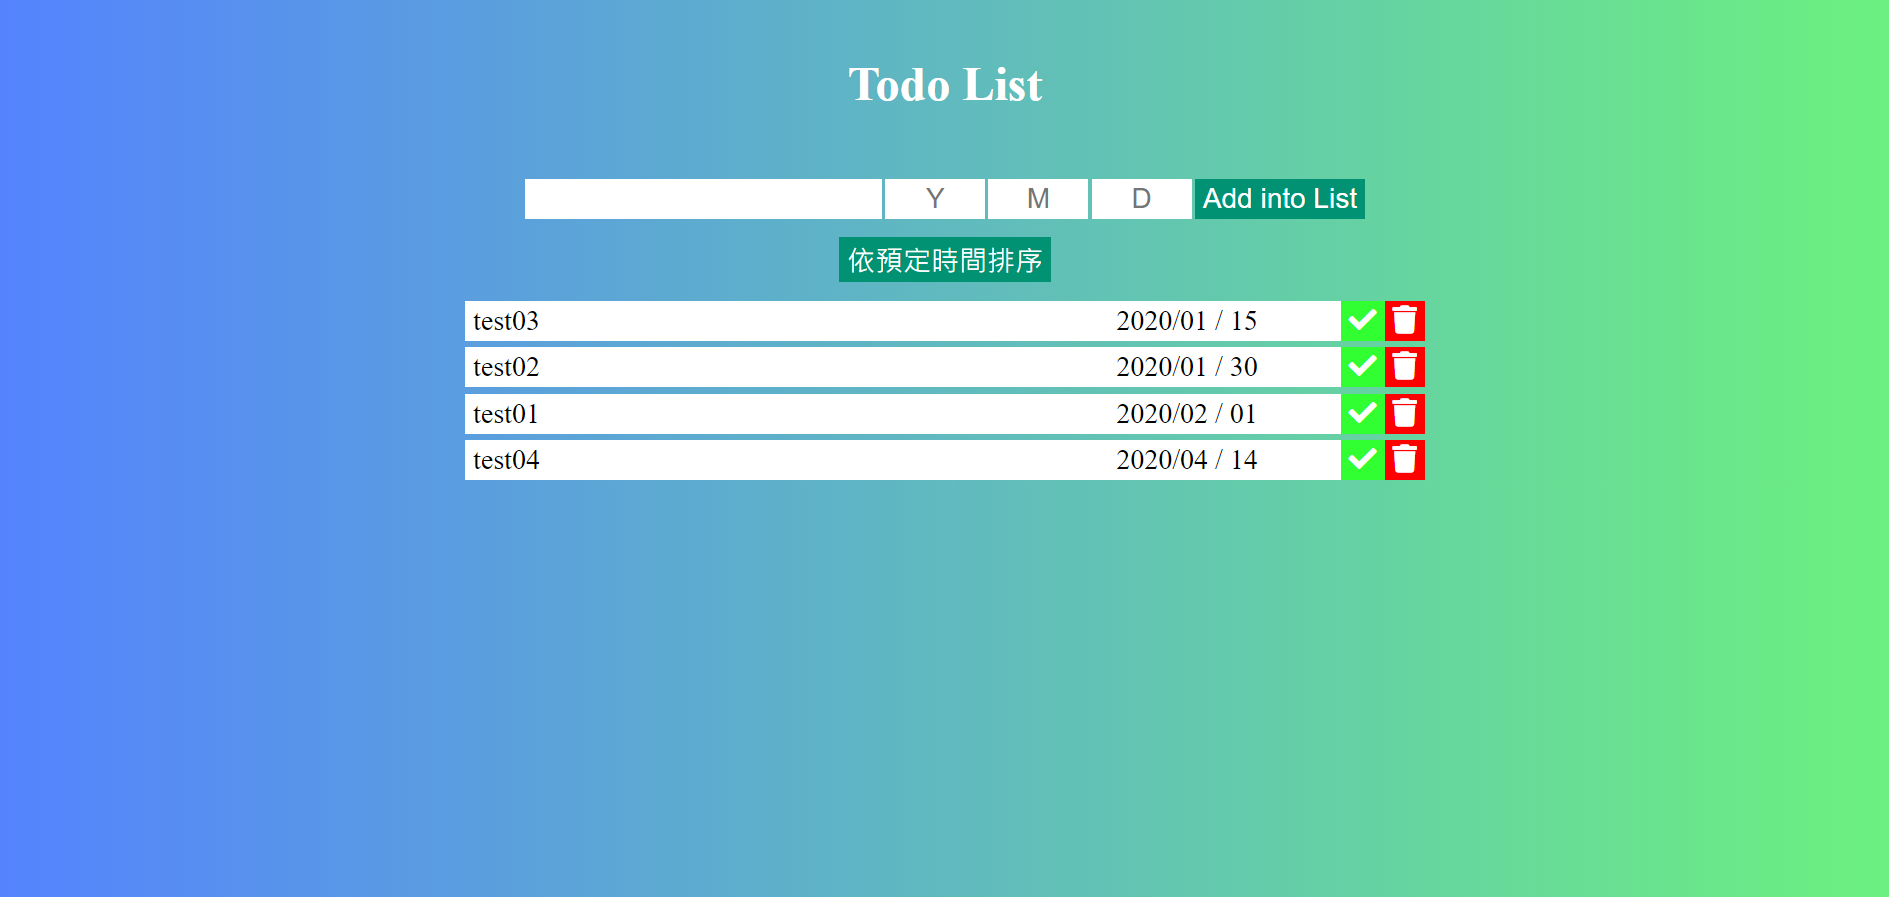 Todo List
Y M D Add into List
依預定時間排序
test03 2020/01 / 15
test02 2020/01 / 30
test01 2020/02 / 01
test04 2020/04 / 14